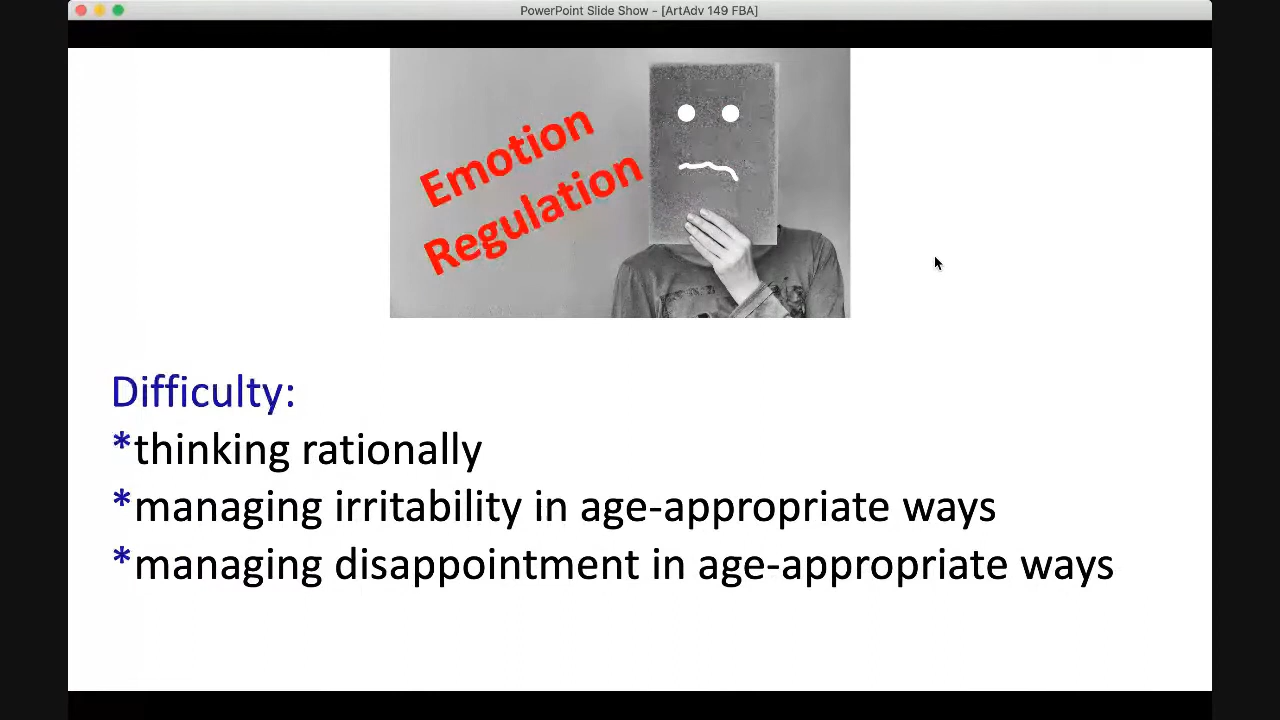 PowerPoint Slide Show - [ArtAdv 149 FBA]
Emotion
Regulation
Difficulty:
*thinking rationally
*managing irritability in age-appropriate ways
*managing disappointment in age-appropriate ways